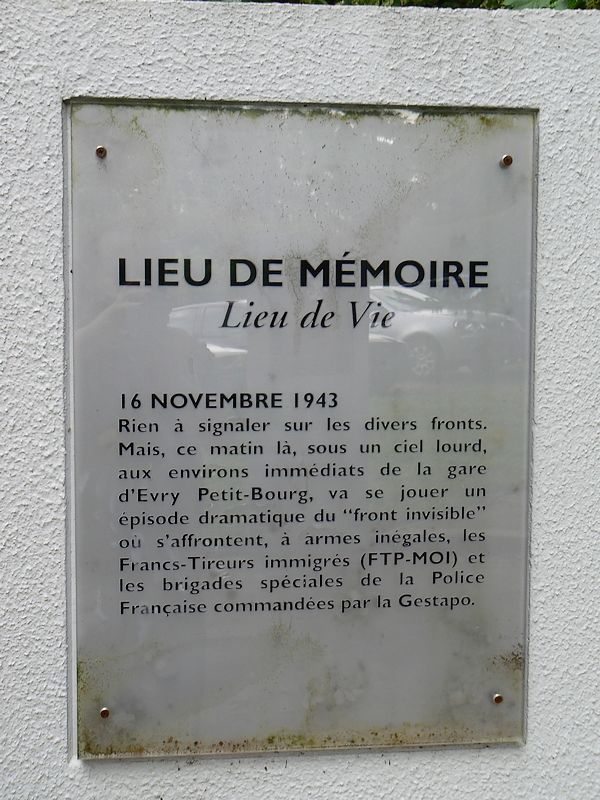 LIEU DE MÉMOIRE
Lieu de Vie
16 NOVEMBRE 1943
Rien à signaler sur les divers fronts.
Mais, ce matin là, sous un ciel lourd,
aux environs immédiats de la gare
d'Evry Petit-Bourg, va se jouer un
épisode dramatique du "front invisible"
où s'affrontent, à armes inégales, les
Francs-Tireurs immigrés (FTP-MOI) et
les brigades spéciales de la Police
Française commandées par la Gestapo.